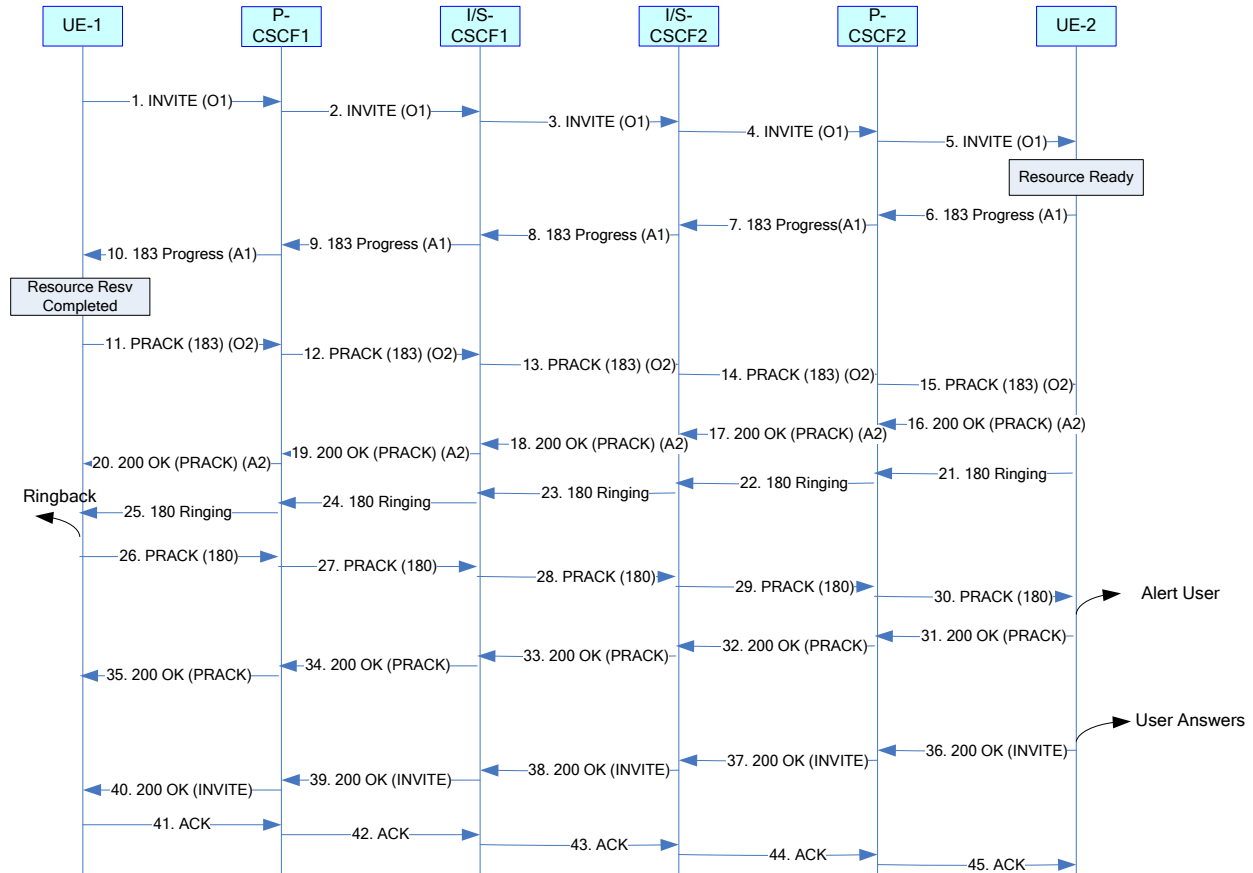 UE-1
P-
CSCF1
I/S-
CSCF1
I/S-
CSCF2
P-
CSCF2
UE-2
1. INVITE (O1)
2. INVITE (O1)
3. INVITE (O1)
4. INVITE (O1)
5. INVITE (O1)
Resource Ready
6. 183 Progress (A1)
7. 183 Progress(A1)
8. 183 Progress (A1)
9. 183 Progress (A1)
10. 183 Progress (A1)
Resource Resv
Completed
11. PRACK (183) (O2)
12. PRACK (183) (O2)
13. PRACK (183) (O2)
14. PRACK (183) (O2)
15. PRACK (183) (O2)
16. 200 OK (PRACK) (A2)
17. 200 OK (PRACK) (A2)
18. 200 OK (PRACK) (A2)
19. 200 OK (PRACK) (A2)
20. 200 OK (PRACK) (A2)
21. 180 Ringing
22. 180 Ringing
23. 180 Ringing
24. 180 Ringing
25. 180 Ringing
Ringback
26. PRACK (180)
27. PRACK (180)
28. PRACK (180)
29. PRACK (180)
30. PRACK (180)
Alert User
31. 200 OK (PRACK)
32. 200 OK (PRACK)
33. 200 OK (PRACK)
34. 200 OK (PRACK)
35. 200 OK (PRACK)
User Answers
36. 200 OK (INVITE)
37. 200 OK (INVITE)
38. 200 OK (INVITE)
39. 200 OK (INVITE)
40. 200 OK (INVITE)
41. ACK
42. ACK
43. ACK
44. ACK
45. ACK